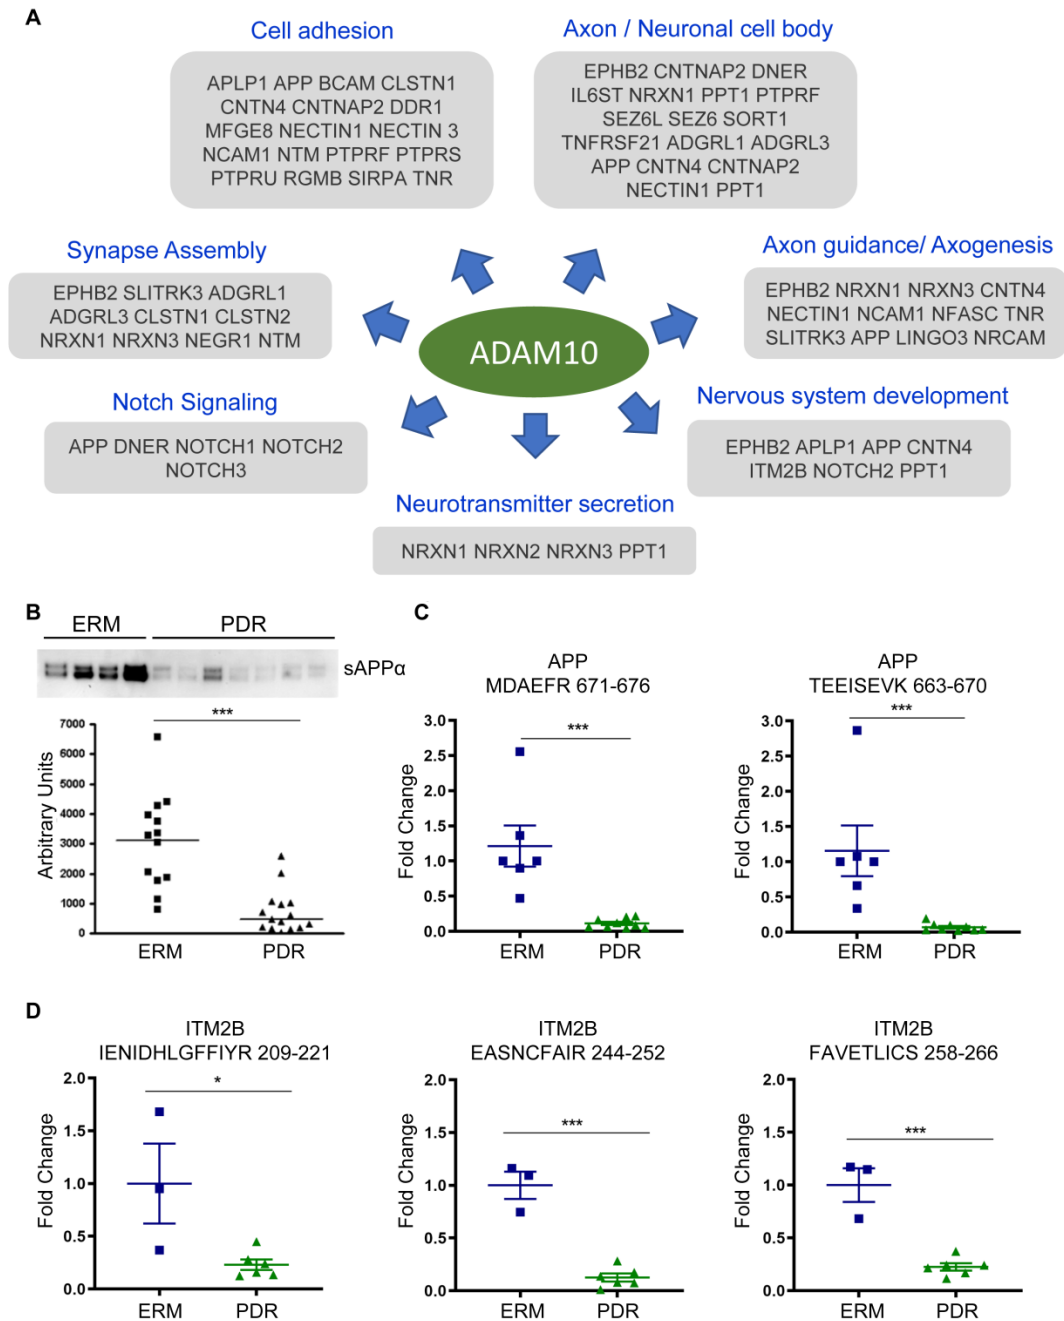 A
Cell adhesion
APLP1 APP BCAM CLSTN1
CNTN4 CNTNAP2 DDR1
MFGE8 NECTIN1 NECTIN 3
NCAM1 NTM PTPRF PTPRS
PTPRU RGMB SIRPA TNR
Axon / Neuronal cell body
EPHB2 CNTNAP2 DNER
IL6ST NRXN1 PPT1 PTPRF
SEZ6L SEZ6 SORT1
TNFRSF21 ADGRL1 ADGRL3
APP CNTN4 CNTNAP2
NECTIN1 PPT1
Synapse Assembly
EPHB2 SLITRK3 ADGRL1
ADGRL3 CLSTN1 CLSTN2
NRXN1 NRXN3 NEGR1 NTM
ADAM10
Axon guidance/ Axogenesis
EPHB2 NRXN1 NRXN3 CNTN4
NECTIN1 NCAM1 NFASC TNR
SLITRK3 APP LINGO3 NRCAM
Notch Signaling
APP DNER NOTCH1 NOTCH2
NOTCH3
Nervous system development
EPHB2 APLP1 APP CNTN4
ITM2B NOTCH2 PPT1
Neurotransmitter secretion
NRXN1 NRXN2 NRXN3 PPT1
B
ERM PDR
sAPPα
***
Arbitrary Units
7000
6000
5000
4000
3000
2000
1000
0
ERM PDR
C
APP
MDAEFR 671-676
***
Fold Change
3.0
2.5
2.0
1.5
1.0
0.5
0.0
ERM PDR
APP
TEEISEVK 663-670
***
Fold Change
3.0
2.5
2.0
1.5
1.0
0.5
0.0
ERM PDR
D
ITM2B
IENIDHLGFFIYR 209-221
*
Fold Change
2.0
1.5
1.0
0.5
0.0
ERM PDR
ITM2B
EASNCFAIR 244-252
***
Fold Change
2.0
1.5
1.0
0.5
0.0
ERM PDR
ITM2B
FAVETLICS 258-266
***
Fold Change
2.0
1.5
1.0
0.5
0.0
ERM PDR